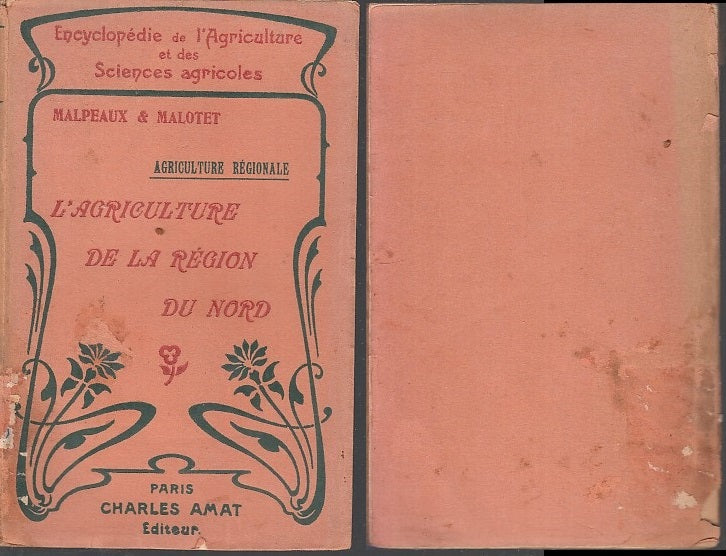 Encyclopédie de l'Agriculture
et des
Sciences agricoles
MALPEAUX & MALOTET
AGRICULTURE RÉGIONALE
L'AGRICULTURE
DE LA RÉGION
DU NORD
PARIS
CHARLES AMAT
Editeur.